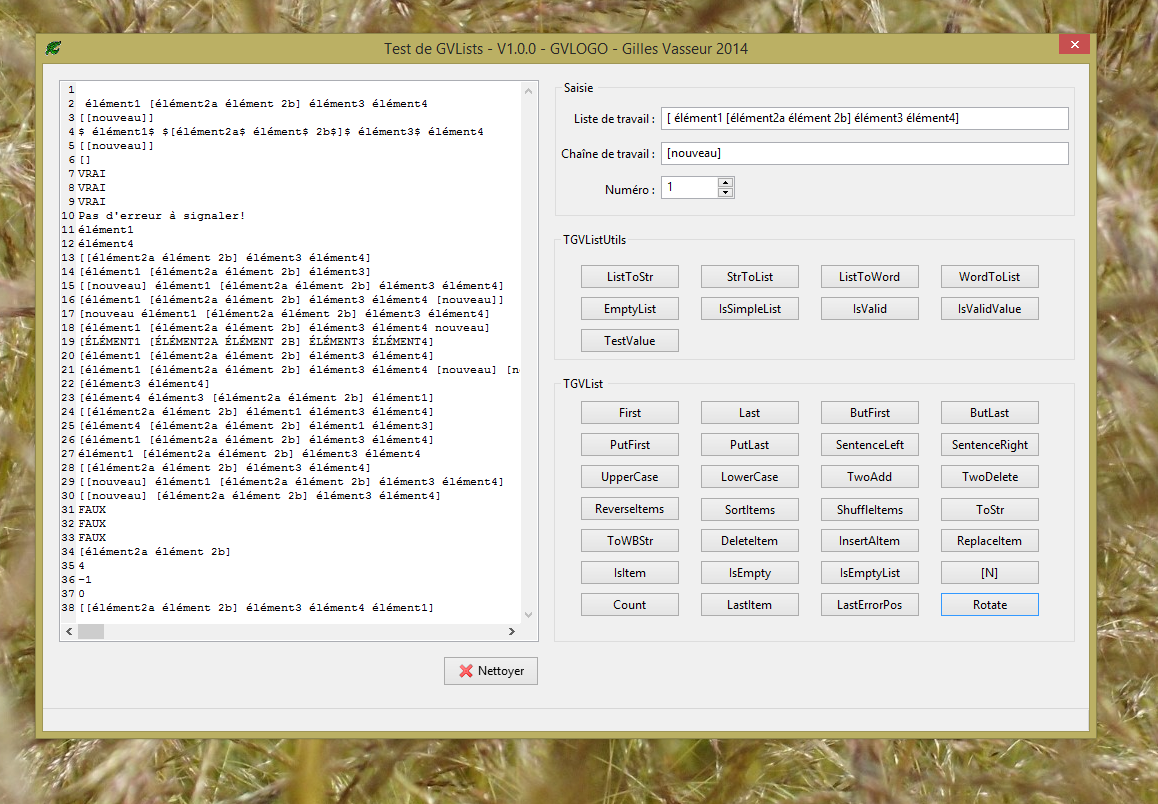 Test de GVLists - V1.0.0 - GVLOGO - Gilles Vasseur 2014
1
2 élément1 [élément2a élément 2b] élément3 élément4
3 [[nouveau]]
4 $ élément1$ $[élément2a$ élément$ 2b$]$ élément3$ élément4
5 [[nouveau]]
6 []
7 VRAI
8 VRAI
9 VRAI
10 Pas d'erreur à signaler!
11 élément1
12 élément4
13 [[élément2a élément 2b] élément3 élément4]
14 [élément1 [élément2a élément 2b] élément3]
15 [[nouveau] élément1 [élément2a élément 2b] élément3 élément4]
16 [élément1 [élément2a élément 2b] élément3 élément4 [nouveau]]
17 [nouveau élément1 [élément2a élément 2b] élément3 élément4]
18 [élément1 [élément2a élément 2b] élément3 élément4 nouveau]
19 [ÉLÉMENT1 [ÉLÉMENT2A ÉLÉMENT 2B] ÉLÉMENT3 ÉLÉMENT4]
20 [élément1 [élément2a élément 2b] élément3 élément4]
21 [élément1 [élément2a élément 2b] élément3 élément4 [nouveau] [n
22 [élément3 élément4]
23 [élément4 élément3 [élément2a élément 2b] élément1]
24 [[élément2a élément 2b] élément1 élément3 élément4]
25 [élément4 [élément2a élément 2b] élément1 élément3]
26 [élément1 [élément2a élément 2b] élément3 élément4]
27 élément1 [élément2a élément 2b] élément3 élément4
28 [[élément2a élément 2b] élément3 élément4]
29 [[nouveau] élément1 [élément2a élément 2b] élément3 élément4]
30 [[nouveau] [élément2a élément 2b] élément3 élément4]
31 FAUX
32 FAUX
33 FAUX
34 [élément2a élément 2b]
35 4
36 -1
37 0
38 [[élément2a élément 2b] élément3 élément4 élément1]
Nettoyer
Saisie
Liste de travail : [ élément1 [élément2a élément 2b] élément3 élément4]
Chaîne de travail : [nouveau]
Numéro : 1
TGVListUtils
ListToStr StrToList ListToWord WordToList
EmptyList IsSimpleList IsValid IsValidValue
TestValue
TGVList
First Last ButFirst ButLast
PutFirst PutLast SentenceLeft SentenceRight
UpperCase LowerCase TwoAdd TwoDelete
ReverseItems SortItems ShuffleItems ToStr
ToWBStr DeleteItem InsertAItem ReplaceItem
IsItem IsEmpty IsEmptyList [N]
Count LastItem LastErrorPos Rotate